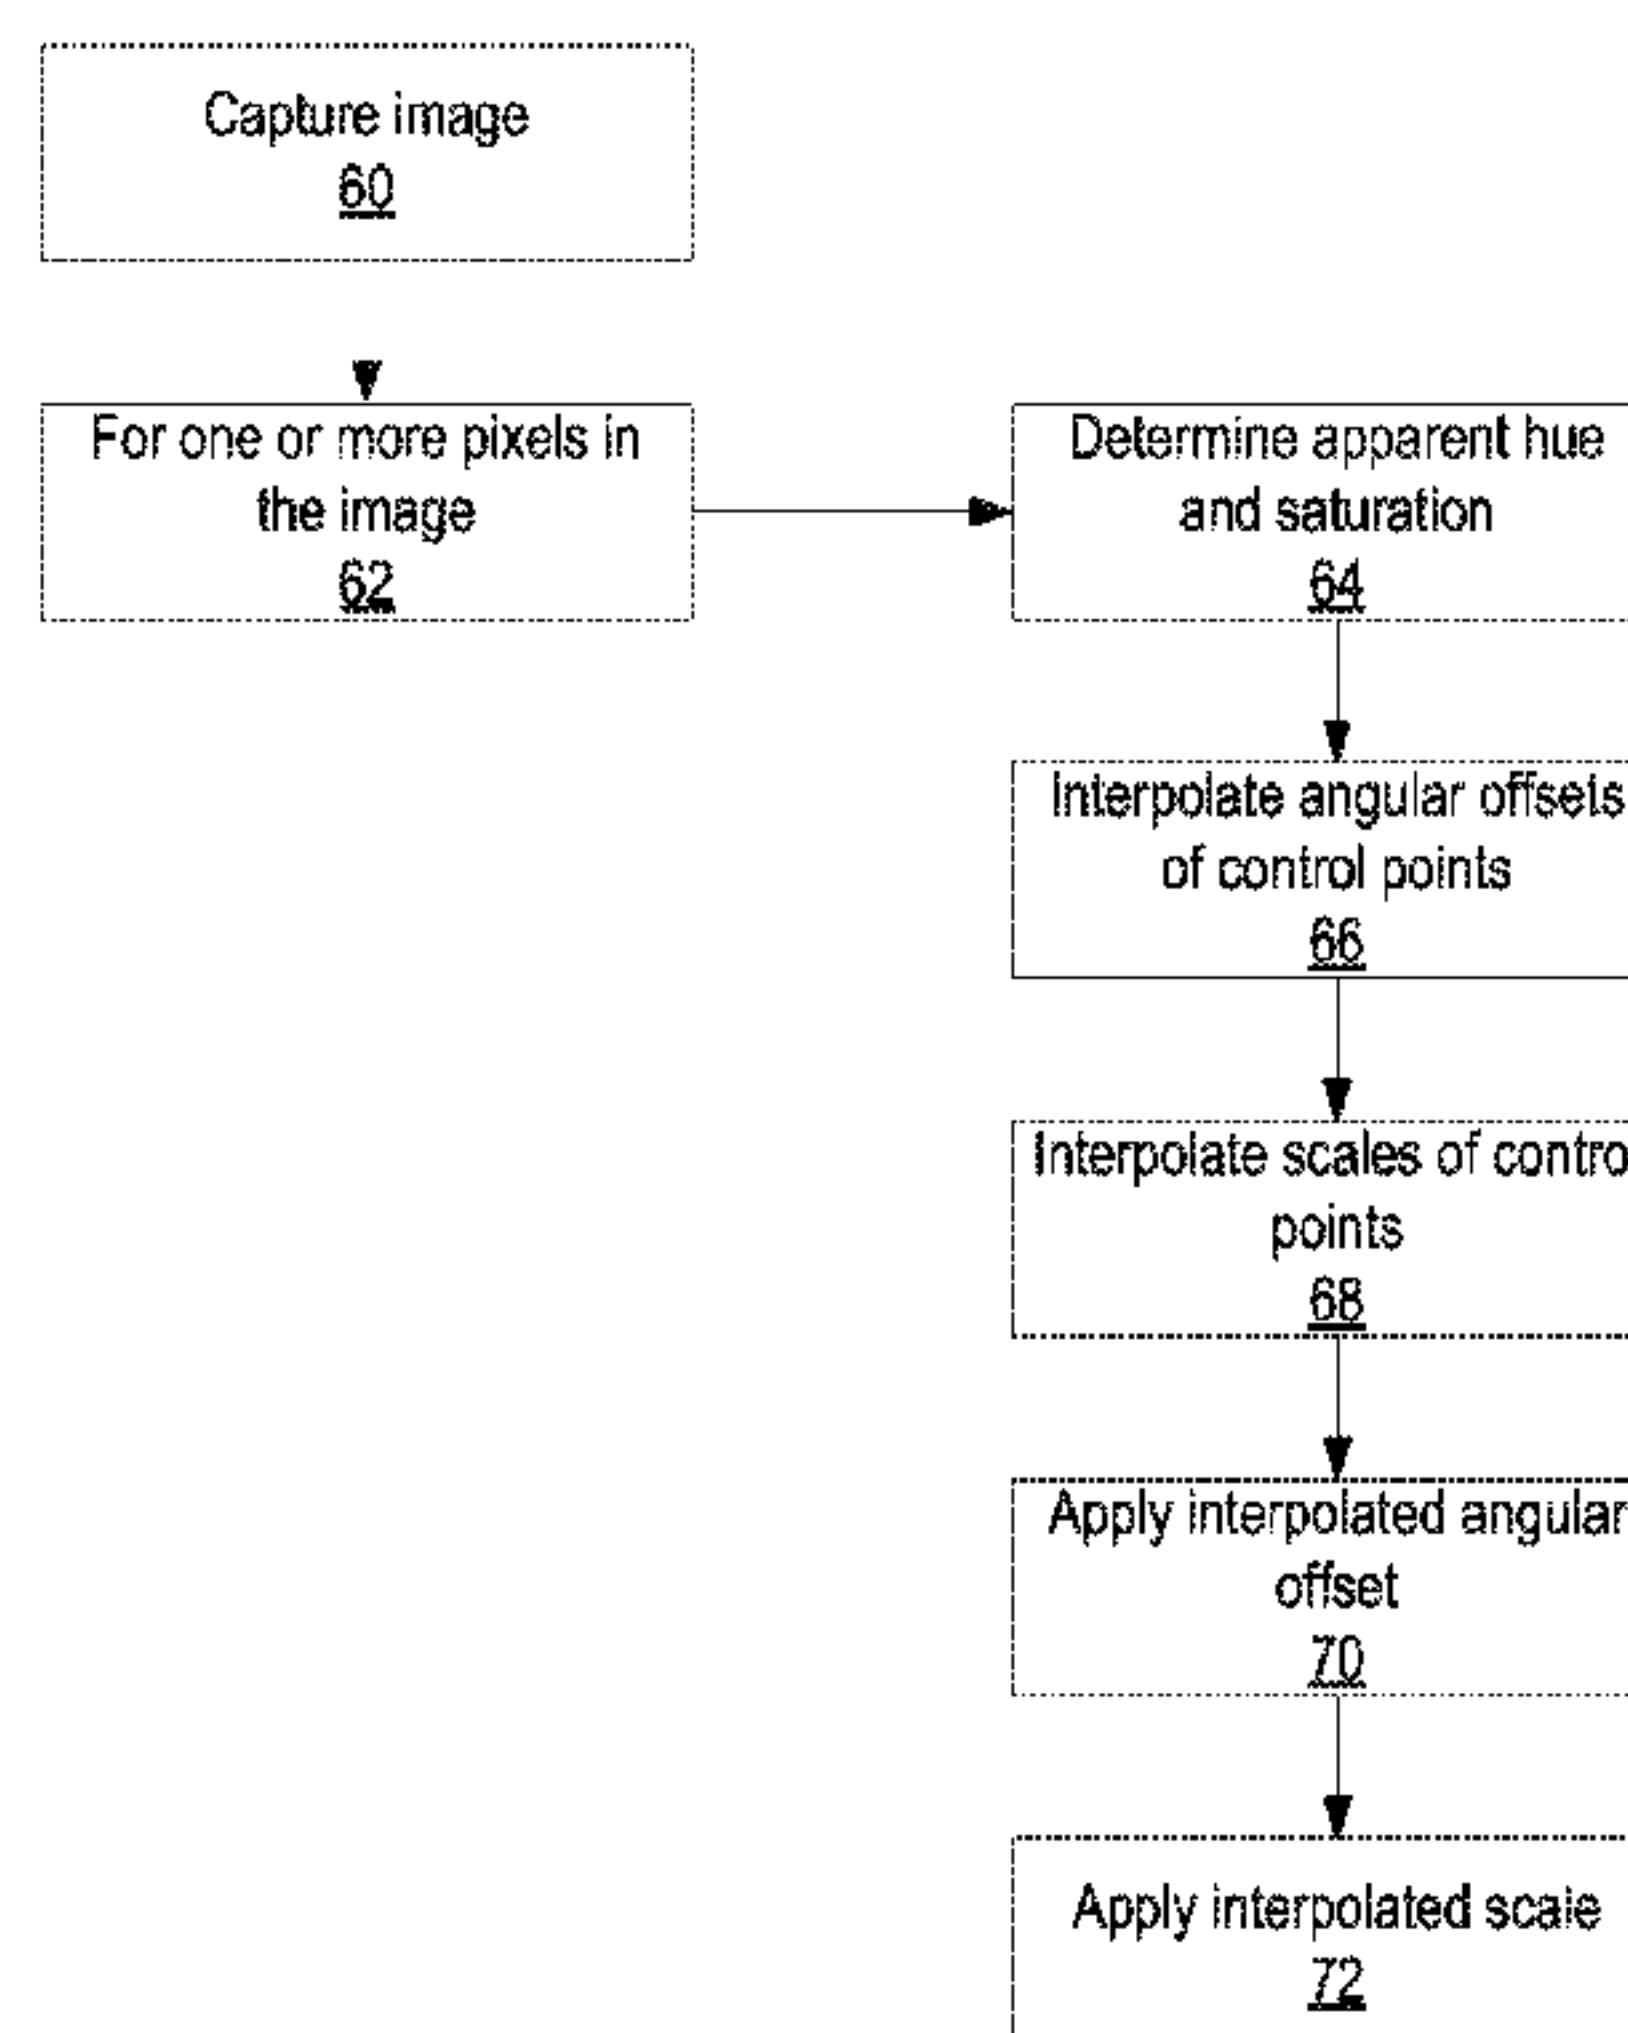 Capture image
60
For one or more pixels in
the image
62
Determine apparent hue
and saturation
64
Interpolate angular offsets
of control points
66
Interpolate scales of contro
points
68
Apply interpolated angular
offset
70
Apply interpolated scale
72